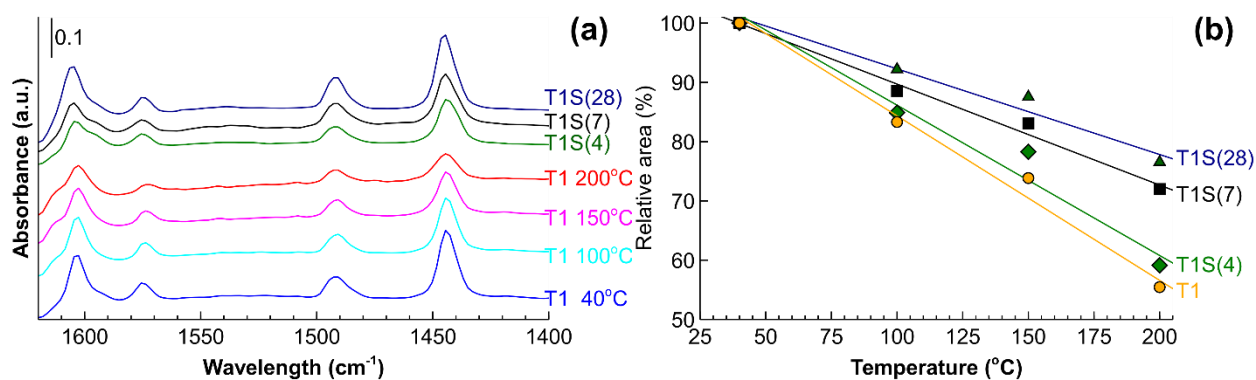 0.1
(a)
T1S(28)
T1S(7)
T1S(4)
T1 200°C
T1 150°C
T1 100°C
T1 40°C
Absorbance (a.u.)
1600 1550 1500 1450 1400
Wavelength (cm⁻¹)
(b)
100
90
80
70
60
50
Relative area (%)
T1S(28)
T1S(7)
T1S(4)
T1
25 50 75 100 125 150 175 200
Temperature (°C)